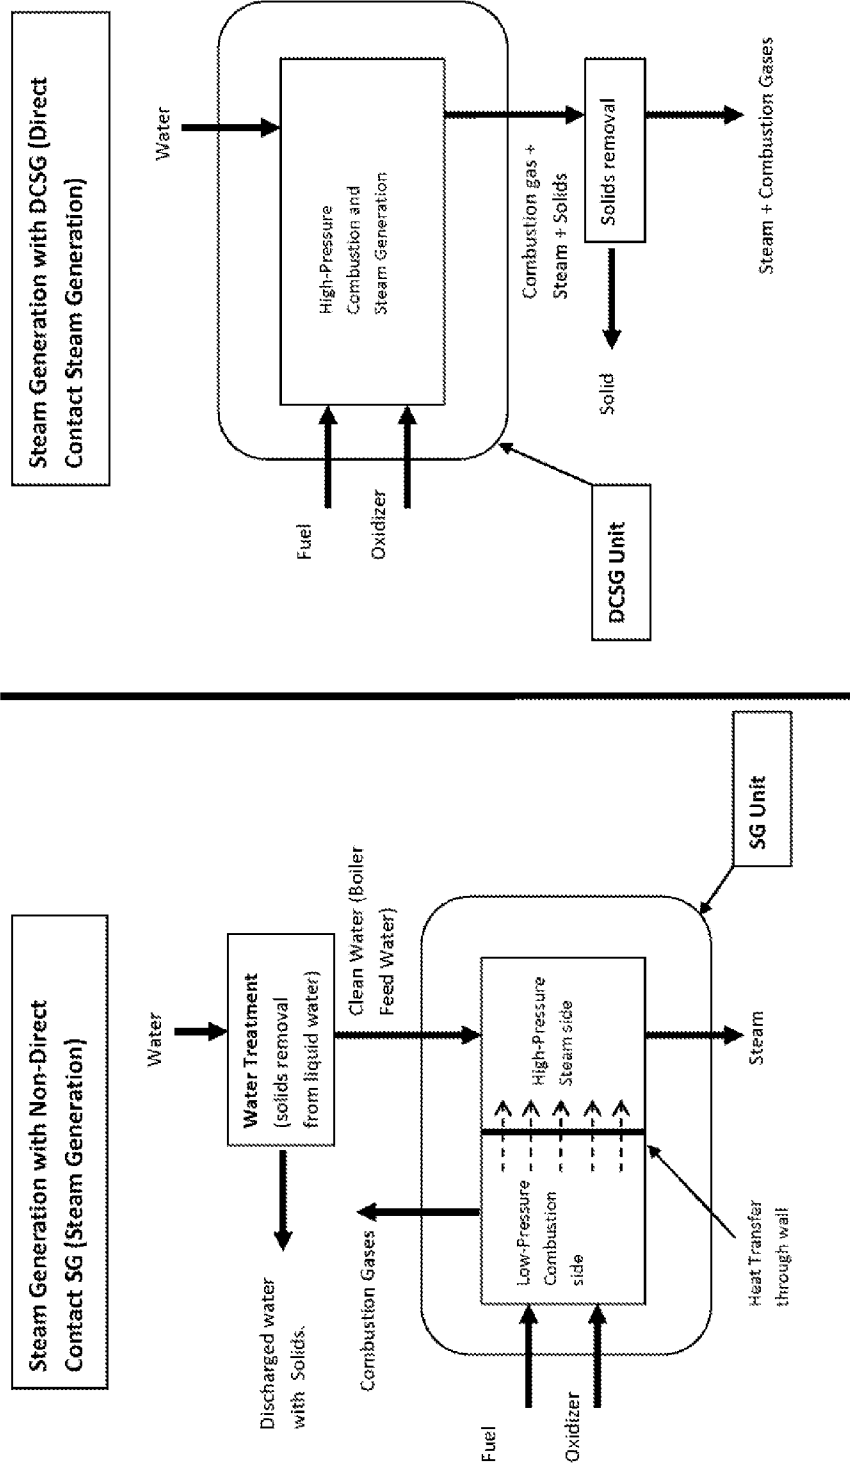 Steam Generation with Non-Direct
Contact SG (Steam Generation)
Water
Water Treatment
(solids removal
from liquid water)
Discharged water
with Solids.
Clean Water (Boiler
Feed Water)
Combustion Gases
Fuel
Oxidizer
Low-Pressure
Combustion
side
High-Pressure
Steam side
Heat Transfer
through wall
Steam
SG Unit
Steam Generation with DCSG (Direct
Contact Steam Generation)
Water
Fuel
Oxidizer
High-Pressure
Combustion and
Steam Generation
Combustion gas +
Steam + Solids
Solids removal
Solid
Steam + Combustion Gases
DCSG Unit